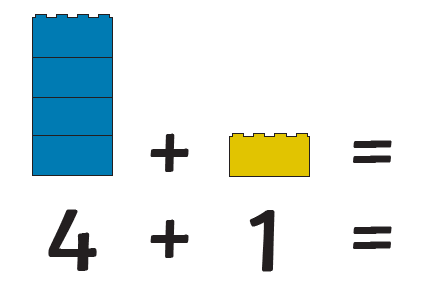 + =
4 + 1 =